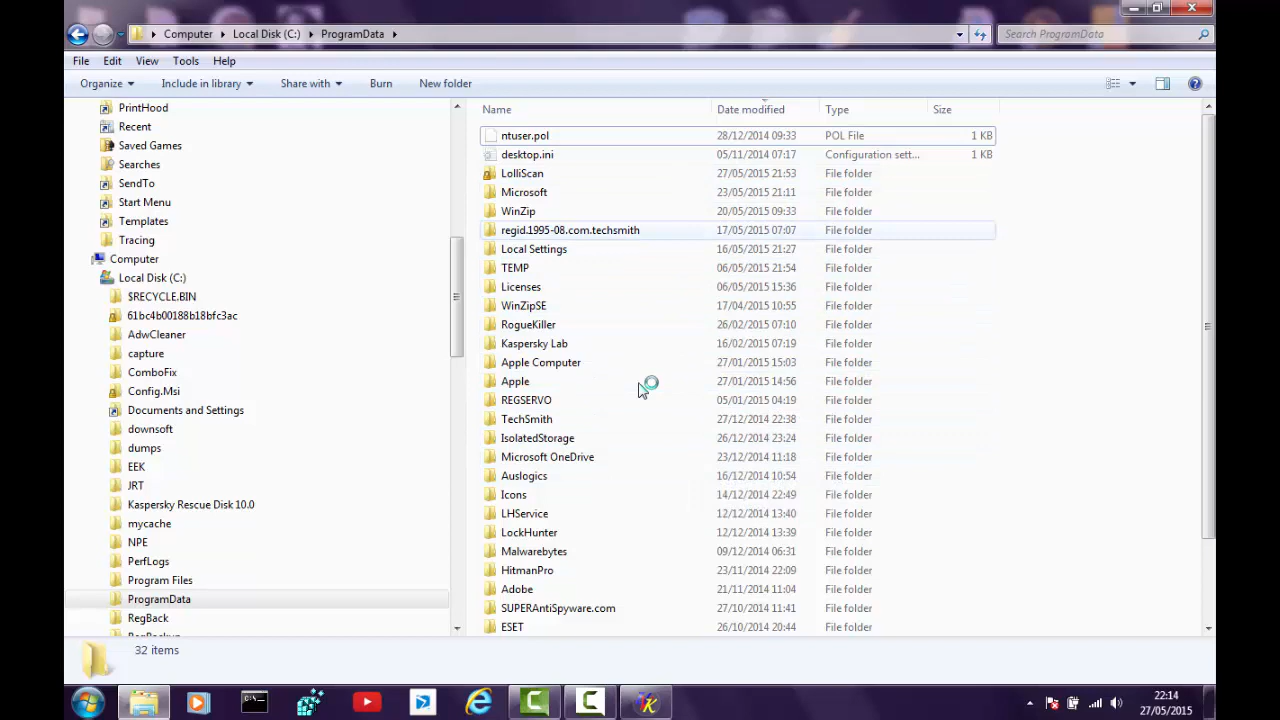 Computer Local Disk (C:) ProgramData Search ProgramData
File Edit View Tools Help
Organize Include in library Share with Burn New folder
PrintHood
Recent
Saved Games
Searches
SendTo
Start Menu
Templates
Tracing
Computer
Local Disk (C:)
$RECYCLE.BIN
61bc4b00188b18bfc3ac
AdwCleaner
capture
ComboFix
Config.Msi
Documents and Settings
downsoft
dumps
EEK
JRT
Kaspersky Rescue Disk 10.0
mycache
NPE
PerfLogs
Program Files
ProgramData
RegBack
Name Date modified Type Size
ntuser.pol 28/12/2014 09:33 POL File 1 KB
desktop.ini 05/11/2014 07:17 Configuration sett... 1 KB
LolliScan 27/05/2015 21:53 File folder
Microsoft 23/05/2015 21:11 File folder
WinZip 20/05/2015 09:33 File folder
regid.1995-08.com.techsmith 17/05/2015 07:07 File folder
Local Settings 16/05/2015 21:27 File folder
TEMP 06/05/2015 21:54 File folder
Licenses 06/05/2015 15:36 File folder
WinZipSE 17/04/2015 10:55 File folder
RogueKiller 26/02/2015 07:10 File folder
Kaspersky Lab 16/02/2015 07:19 File folder
Apple Computer 27/01/2015 15:03 File folder
Apple 27/01/2015 14:56 File folder
REGSERVO 05/01/2015 04:19 File folder
TechSmith 27/12/2014 22:38 File folder
IsolatedStorage 26/12/2014 23:24 File folder
Microsoft OneDrive 23/12/2014 11:18 File folder
Auslogics 16/12/2014 10:54 File folder
Icons 14/12/2014 22:49 File folder
LHService 12/12/2014 13:40 File folder
LockHunter 12/12/2014 13:39 File folder
Malwarebytes 09/12/2014 06:31 File folder
HitmanPro 23/11/2014 22:09 File folder
Adobe 21/11/2014 11:04 File folder
SUPERAntiSpyware.com 27/10/2014 11:41 File folder
ESET 26/10/2014 20:44 File folder
32 items
22:14
27/05/2015